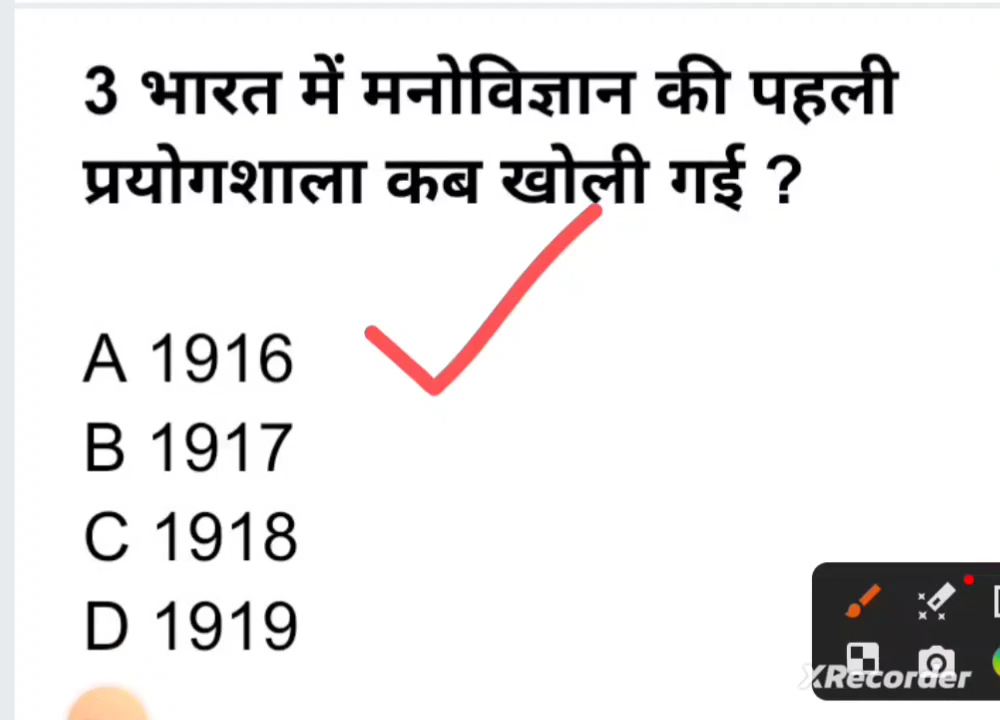 3 भारत में मनोविज्ञान की पहली
प्रयोगशाला कब खोली गई ?
A 1916
B 1917
C 1918
D 1919
XRecorder